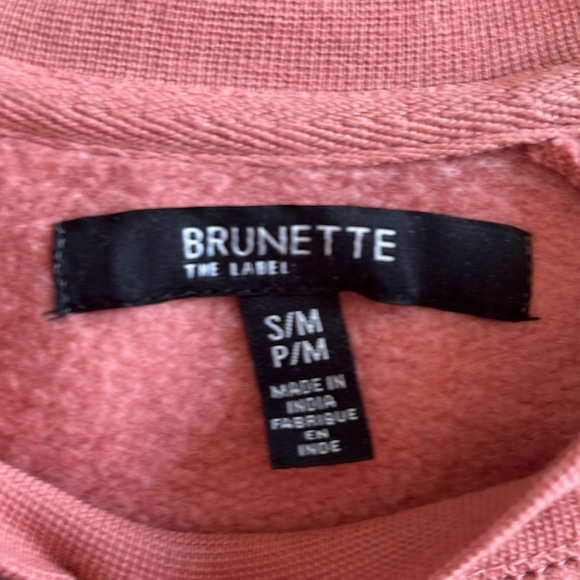 BRUNETTE
THE LABEL
S/M
P/M
MADE IN
INDIA
FABRIQUE
EN
INDE